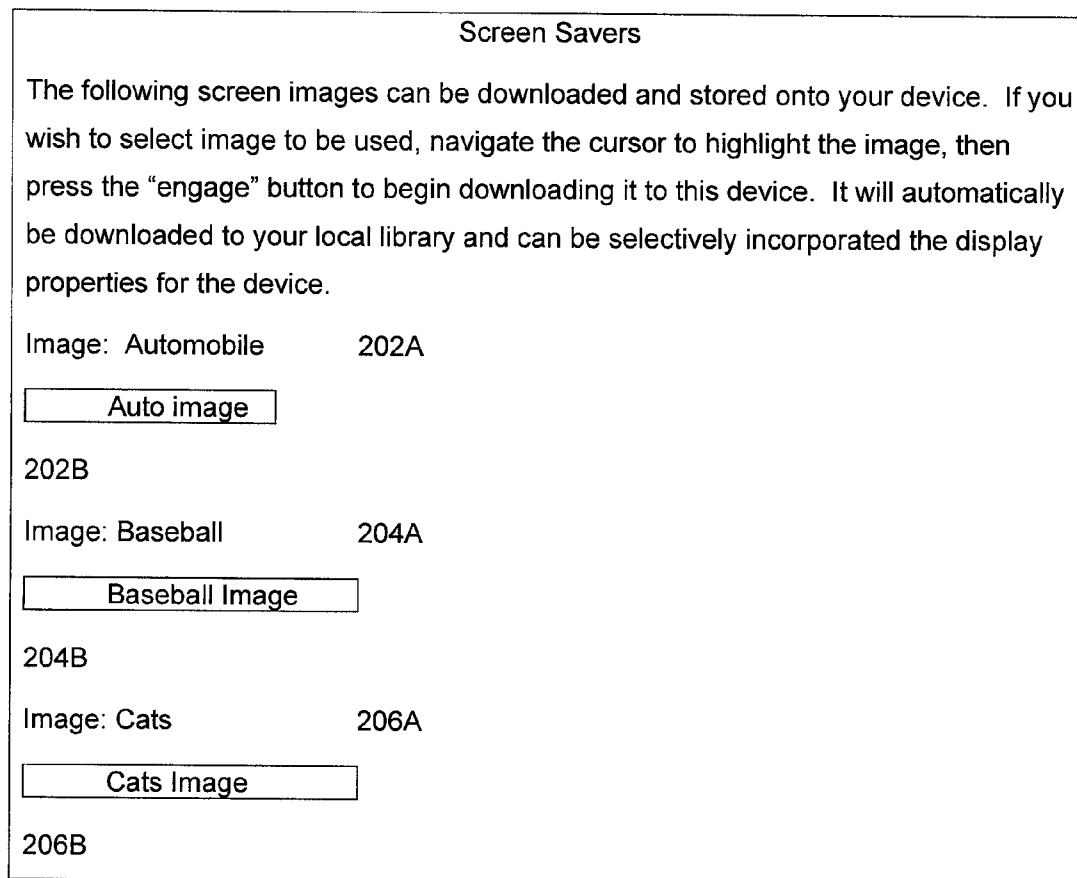 Screen Savers
The following screen images can be downloaded and stored onto your device. If you
wish to select image to be used, navigate the cursor to highlight the image, then
press the “engage” button to begin downloading it to this device. It will automatically
be downloaded to your local library and can be selectively incorporated the display
properties for the device.
Image: Automobile 202A
Auto image
202B
Image: Baseball 204A
Baseball Image
204B
Image: Cats 206A
Cats Image
206B